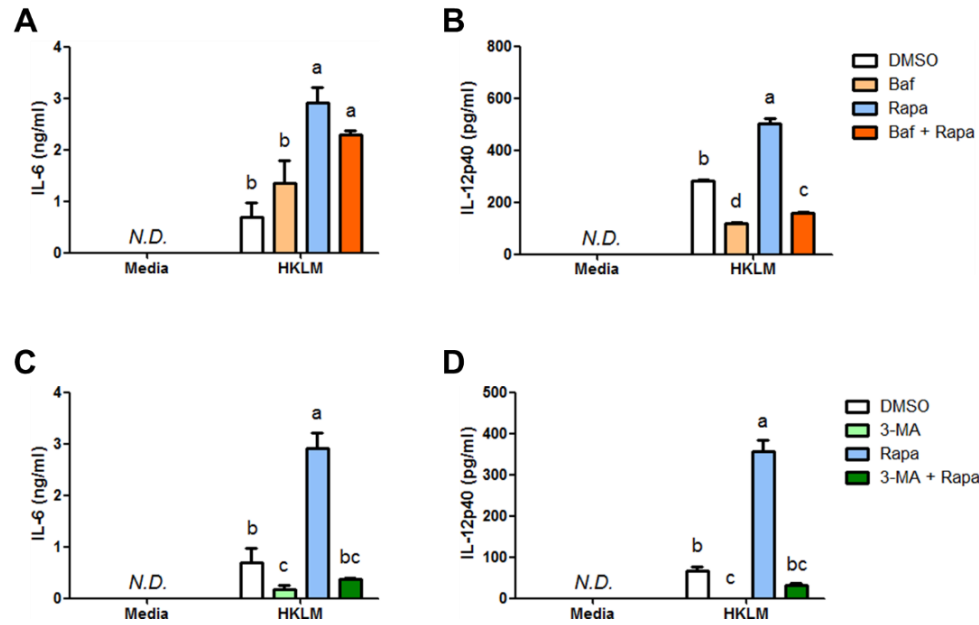 A
IL-6 (ng/ml)
4
3
2
1
0
N.D.
b
b
a
a
Media
HKLM
B
IL-12p40 (pg/ml)
800
600
400
200
0
N.D.
b
d
a
c
Media
HKLM
DMSO
Baf
Rapa
Baf + Rapa
C
IL-6 (ng/ml)
4
3
2
1
0
N.D.
b
c
a
bc
Media
HKLM
D
IL-12p40 (pg/ml)
500
400
300
200
100
0
N.D.
b
c
a
bc
Media
HKLM
DMSO
3-MA
Rapa
3-MA + Rapa